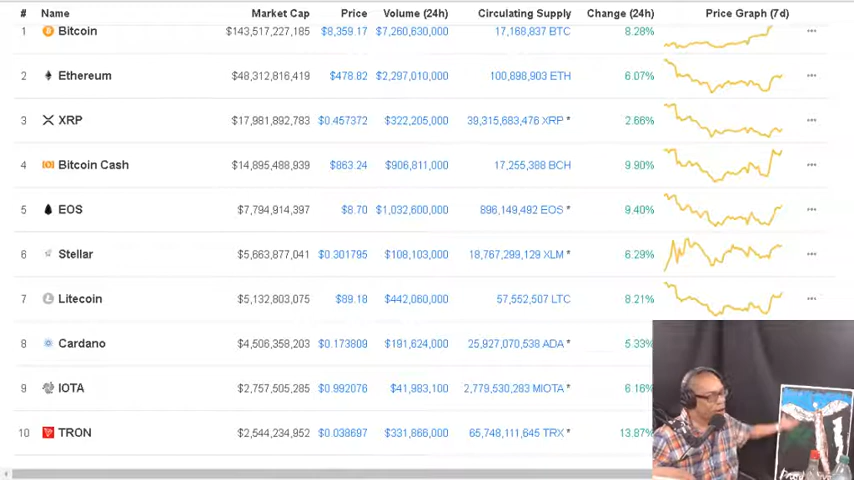 # Name Market Cap Price Volume (24h) Circulating Supply Change (24h) Price Graph (7d)
1 Bitcoin $143,517,227,185 $8,359.17 $7,260,630,000 17,168,837 BTC 8.28%
2 Ethereum $48,312,816,419 $478.82 $2,297,010,000 100,898,903 ETH 6.07%
3 XRP $17,981,892,783 $0.457372 $322,205,000 39,315,683,476 XRP * 2.66%
4 Bitcoin Cash $14,895,488,939 $863.24 $906,811,000 17,255,388 BCH 9.90%
5 EOS $7,794,914,397 $8.70 $1,032,600,000 896,149,492 EOS * 9.40%
6 Stellar $5,663,877,041 $0.301795 $108,103,000 18,767,299,129 XLM * 6.29%
7 Litecoin $5,132,803,075 $89.18 $442,060,000 57,552,507 LTC 8.21%
8 Cardano $4,506,358,203 $0.173809 $191,624,000 25,927,070,538 ADA * 5.33%
9 IOTA $2,757,505,285 $0.992076 $41,983,100 2,779,530,283 MIOTA * 6.16%
10 TRON $2,544,234,952 $0.038697 $331,866,000 65,748,111,645 TRX * 13.87%